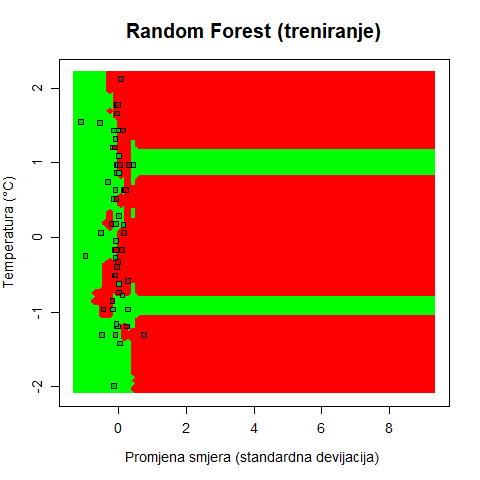 Random Forest (treniranje)
Temperatura (°C)
2
1
0
-1
-2
0 2 4 6 8
Promjena smjera (standardna devijacija)